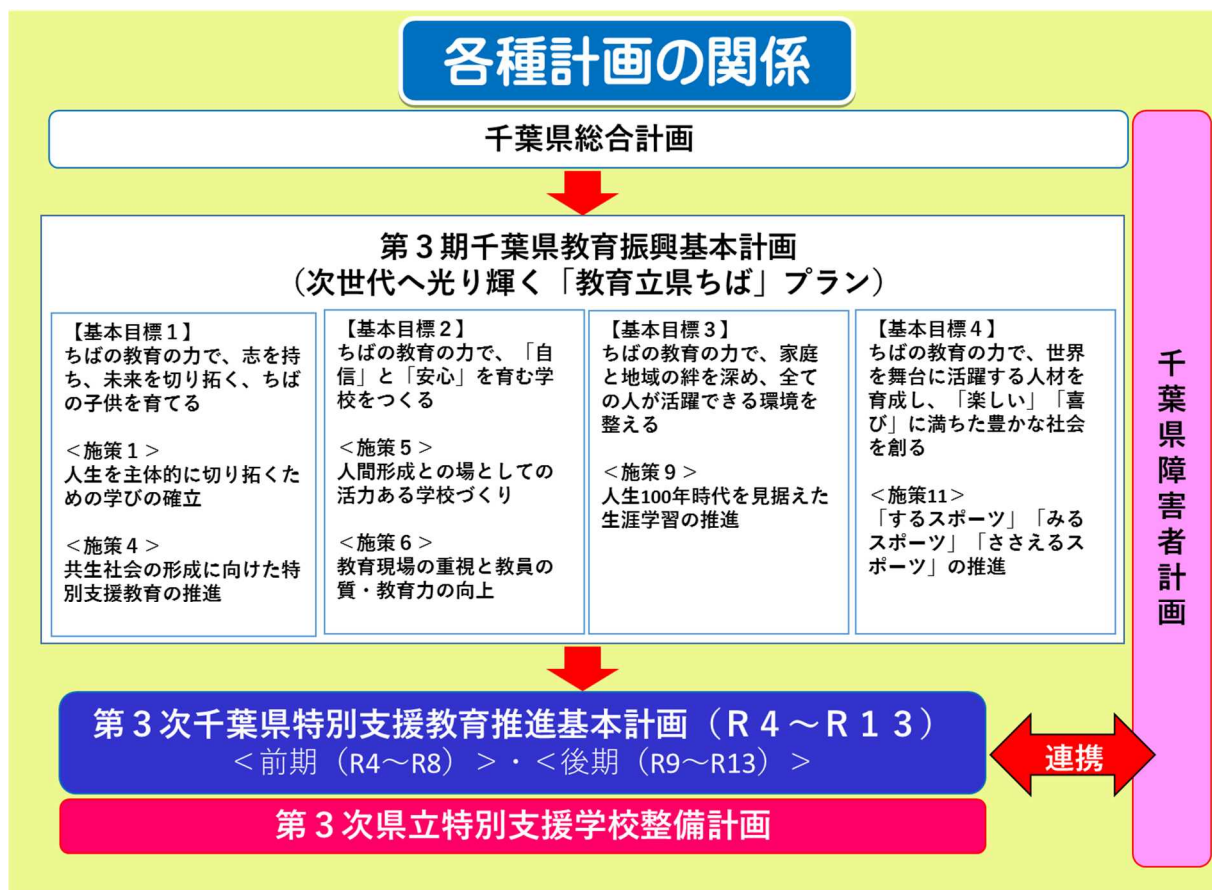 各種計画の関係
千葉県総合計画
第３期千葉県教育振興基本計画
（次世代へ光り輝く「教育立県ちば」プラン）
【基本目標１】
ちばの教育の力で、志を持
ち、未来を切り拓く、ちば
の子供を育てる
＜施策１＞
人生を主体的に切り拓くた
めの学びの確立
＜施策４＞
共生社会の形成に向けた特
別支援教育の推進
【基本目標２】
ちばの教育の力で、「自
信」と「安心」を育む学
校をつくる
＜施策５＞
人間形成との場としての
活力ある学校づくり
＜施策６＞
教育現場の重視と教員の
質・教育力の向上
【基本目標３】
ちばの教育の力で、家庭
と地域の絆を深め、全て
の人が活躍できる環境を
整える
＜施策９＞
人生100年時代を見据えた
生涯学習の推進
【基本目標４】
ちばの教育の力で、世界
を舞台に活躍する人材を
育成し、「楽しい」「喜
び」に満ちた豊かな社会
を創る
＜施策11＞
「するスポーツ」「みる
スポーツ」「ささえるス
ポーツ」の推進
第３次千葉県特別支援教育推進基本計画（Ｒ４～Ｒ１３）
＜前期（R4～R8）＞・＜後期（R9～R13）＞
第３次県立特別支援学校整備計画
連携
千葉県障害者計画